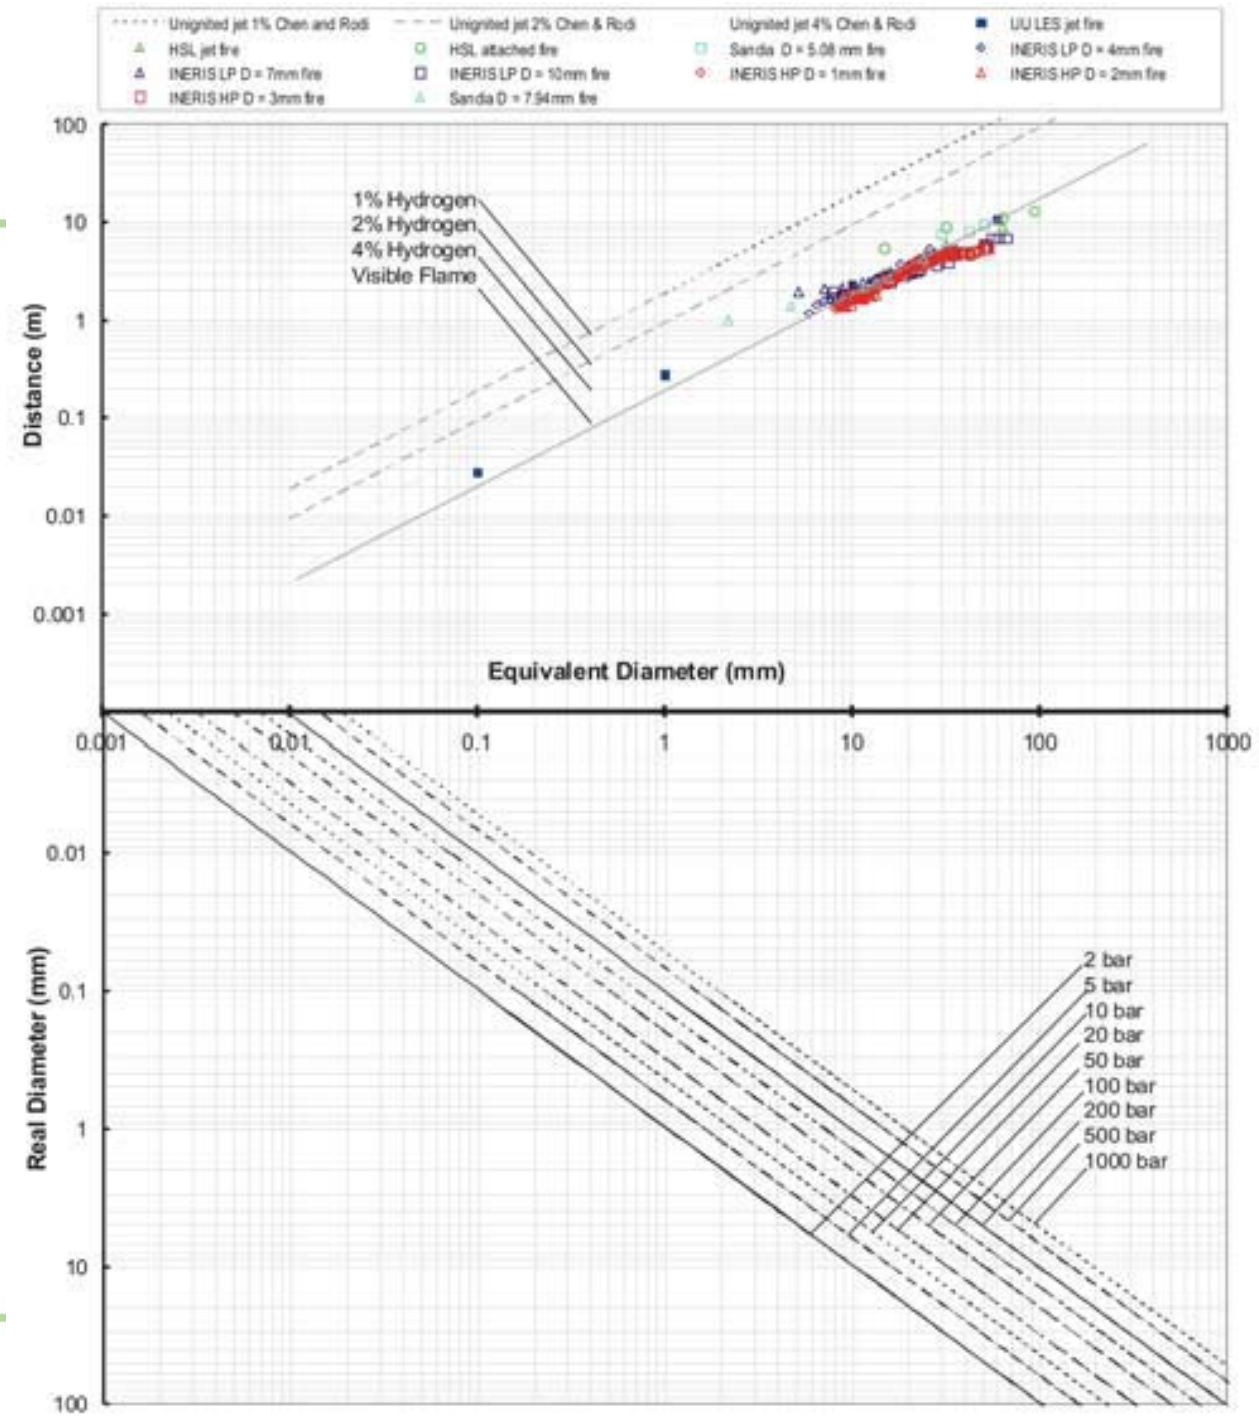 Unignited jet 1% Chen and Rodi
Unignited jet 2% Chen & Rodi
Unignited jet 4% Chen & Rodi
UU LES jet fire
HSL jet fire
HSL attached fire
Sandia D = 5.08 mm fire
INERIS LP D = 4mm fire
INERIS LP D = 7mm fire
INERIS LP D = 10mm fire
INERIS HP D = 1mm fire
INERIS HP D = 2mm fire
INERIS HP D = 3mm fire
Sandia D = 7.94mm fire
100
10
1
0.1
0.01
0.001
Distance (m)
1% Hydrogen
2% Hydrogen
4% Hydrogen
Visible Flame
Equivalent Diameter (mm)
0.001
0.01
0.1
1
10
100
1000
0.01
0.1
1
10
100
Real Diameter (mm)
2 bar
5 bar
10 bar
20 bar
50 bar
100 bar
200 bar
500 bar
1000 bar